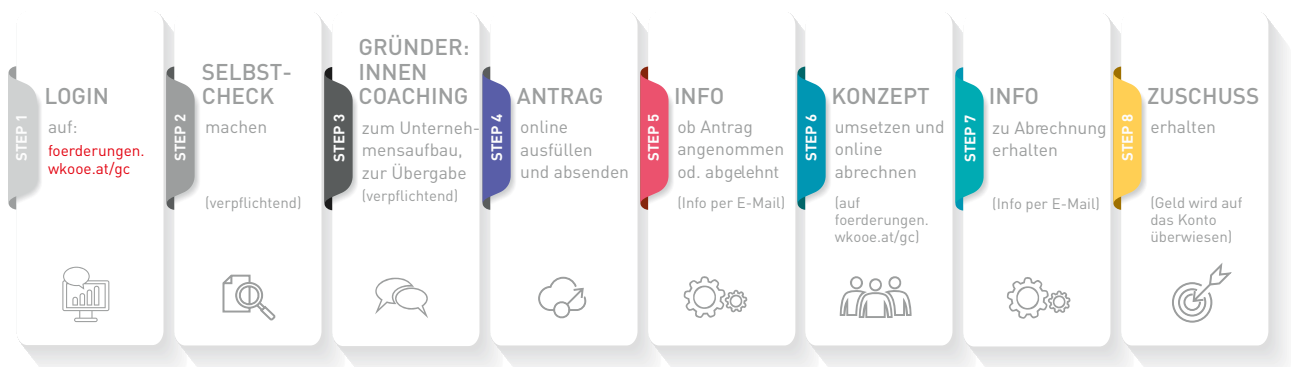 STEP 1
LOGIN
auf:
foerderungen.
wkooe.at/gc
STEP 2
SELBST-
CHECK
machen
(verpflichtend)
STEP 3
GRÜNDER:
INNEN
COACHING
zum Unterneh-
mensaufbau,
zur Übergabe
(verpflichtend)
STEP 4
ANTRAG
online
ausfüllen
und absenden
STEP 5
INFO
ob Antrag
angenommen
od. abgelehnt
(Info per E-Mail)
STEP 6
KONZEPT
umsetzen und
online
abrechnen
(auf
foerderungen.
wkooe.at/gc)
STEP 7
INFO
zu Abrechnung
erhalten
(Info per E-Mail)
STEP 8
ZUSCHUSS
erhalten
(Geld wird auf
das Konto
überwiesen)